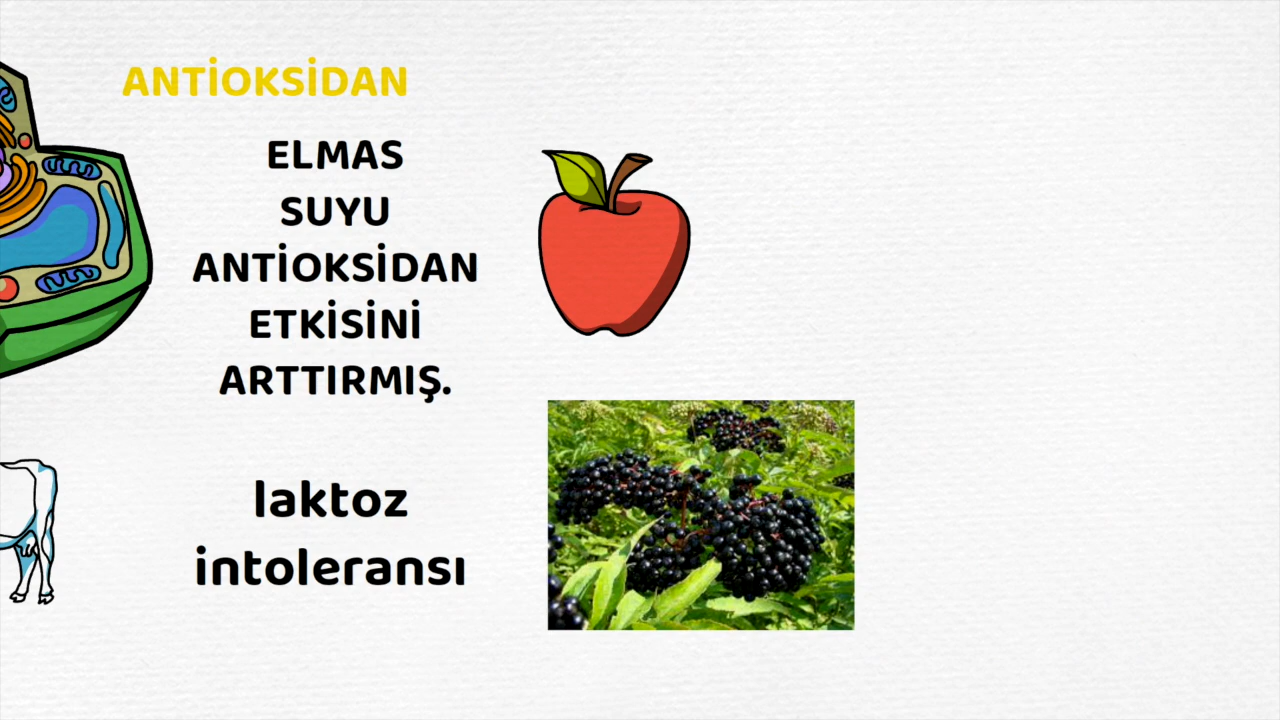 ANTİOKSİDAN
ELMAS
SUYU
ANTİOKSİDAN
ETKİSİNİ
ARTTIRMIŞ.
laktoz
intoleransı